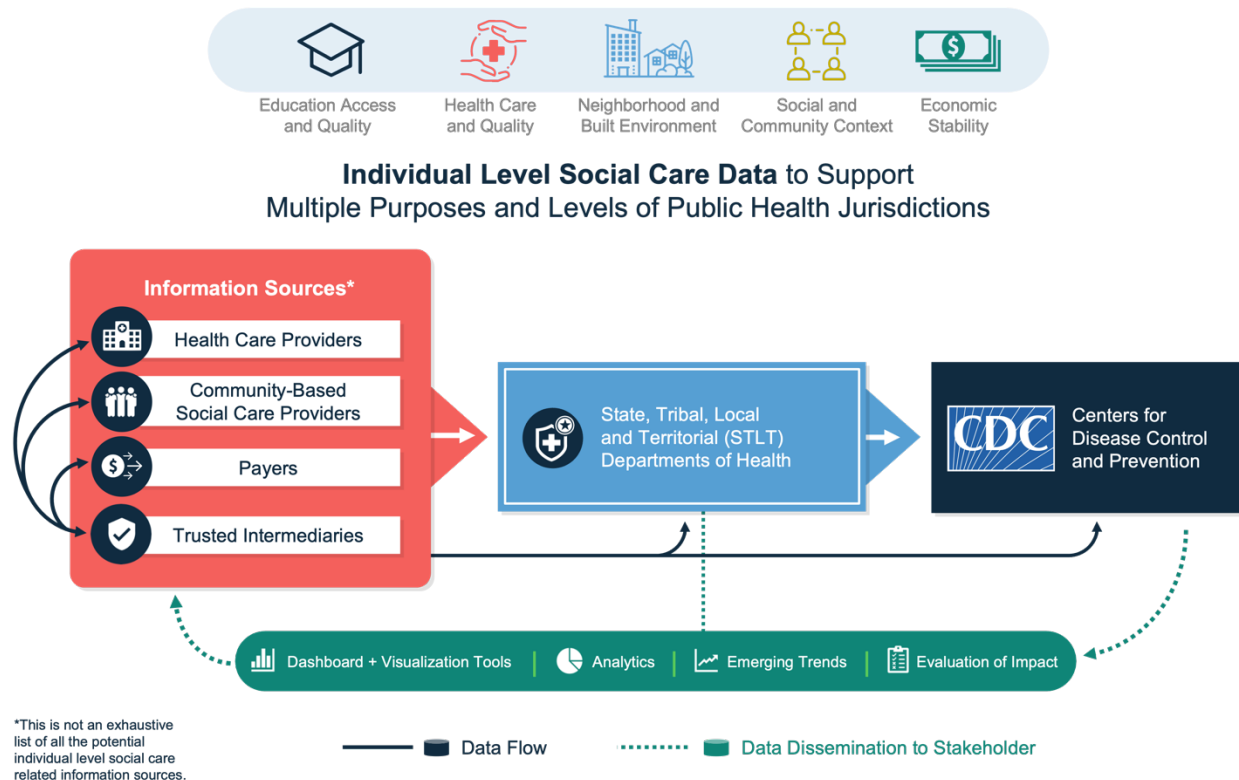 Education Access
and Quality
Health Care
and Quality
Neighborhood and
Built Environment
Social and
Community Context
Economic
Stability
Individual Level Social Care Data to Support
Multiple Purposes and Levels of Public Health Jurisdictions
Information Sources*
Health Care Providers
Community-Based
Social Care Providers
Payers
Trusted Intermediaries
State, Tribal, Local
and Territorial (STLT)
Departments of Health
CDC
Centers for
Disease Control
and Prevention
Dashboard + Visualization Tools
Analytics
Emerging Trends
Evaluation of Impact
*This is not an exhaustive
list of all the potential
individual level social care
related information sources.
Data Flow
Data Dissemination to Stakeholder